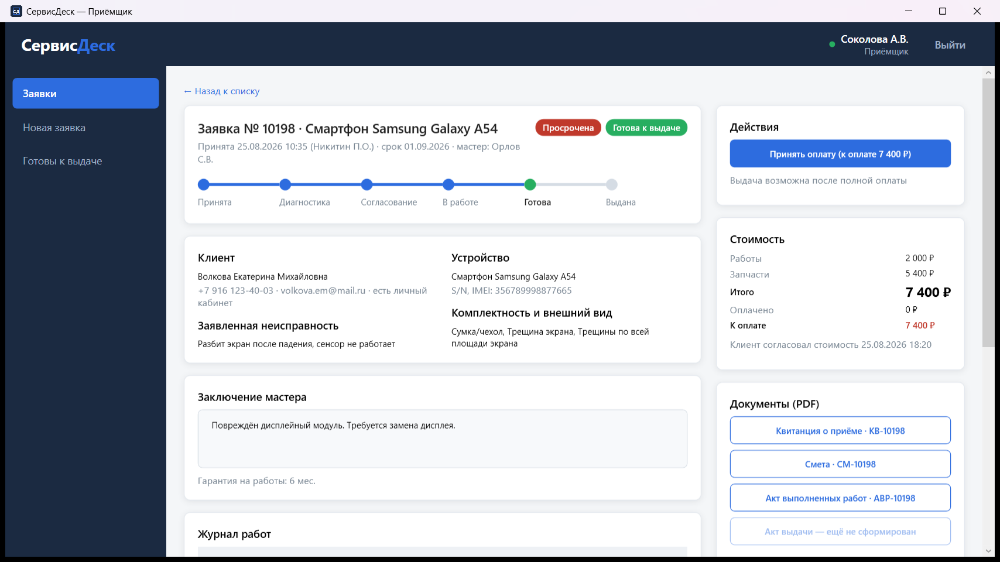 СервисДеск — Приёмщик
СервисДеск
Соколова А.В.
Приёмщик
Выйти
Заявки
Новая заявка
Готовы к выдаче
← Назад к списку
Заявка № 10198 · Смартфон Samsung Galaxy A54
Просрочена
Готова к выдаче
Принята 25.08.2026 10:35 (Никитин П.О.) · срок 01.09.2026 · мастер: Орлов
С.В.
Принята
Диагностика
Согласование
В работе
Готова
Выдана
Клиент
Волкова Екатерина Михайловна
+7 916 123-40-03 · volkova.em@mail.ru · есть личный
кабинет
Заявленная неисправность
Разбит экран после падения, сенсор не работает
Устройство
Смартфон Samsung Galaxy A54
S/N, IMEI: 356789998877665
Комплектность и внешний вид
Сумка/чехол, Трещина экрана, Трещины по всей
площади экрана
Заключение мастера
Повреждён дисплейный модуль. Требуется замена дисплея.
Гарантия на работы: 6 мес.
Журнал работ
Действия
Принять оплату (к оплате 7 400 ₽)
Выдача возможна после полной оплаты
Стоимость
Работы 2 000 ₽
Запчасти 5 400 ₽
Итого 7 400 ₽
Оплачено 0 ₽
К оплате 7 400 ₽
Клиент согласовал стоимость 25.08.2026 18:20
Документы (PDF)
Квитанция о приёме · КВ-10198
Смета · СМ-10198
Акт выполненных работ · АВР-10198
Акт выдачи — ещё не сформирован